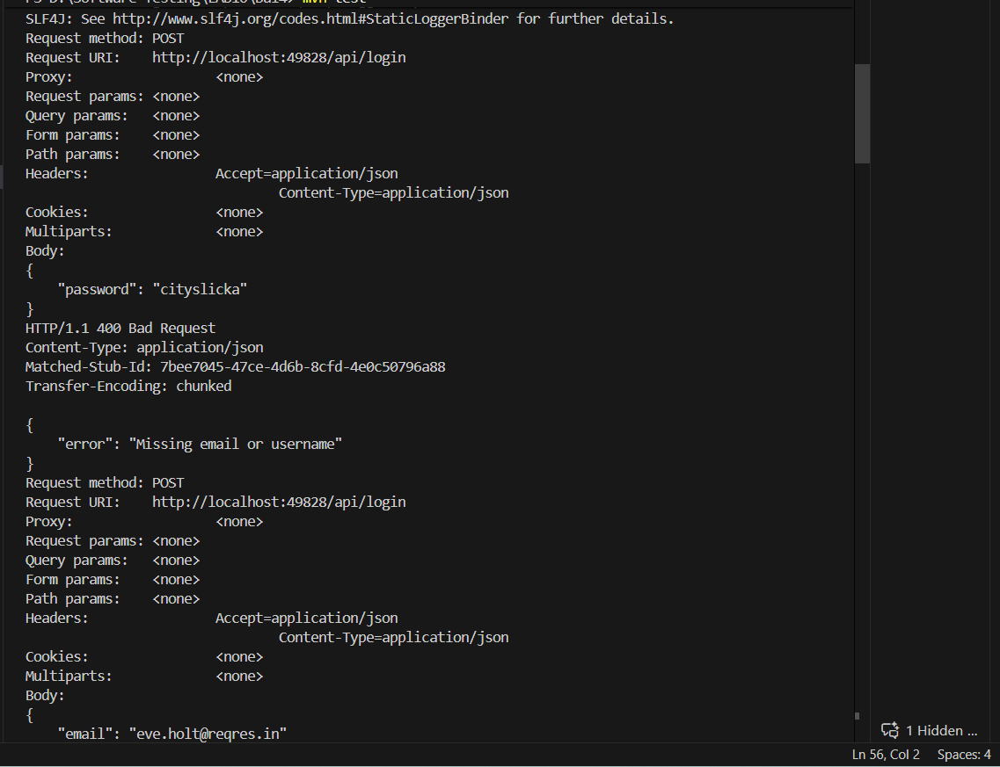 SLF4J: See http://www.slf4j.org/codes.html#StaticLoggerBinder for further details.
Request method: POST
Request URI:    http://localhost:49828/api/login
Proxy:                  <none>
Request params: <none>
Query params:   <none>
Form params:    <none>
Path params:    <none>
Headers:                Accept=application/json
                                Content-Type=application/json
Cookies:                <none>
Multiparts:             <none>
Body:
{
    "password": "cityslicka"
}
HTTP/1.1 400 Bad Request
Content-Type: application/json
Matched-Stub-Id: 7bee7045-47ce-4d6b-8cfd-4e0c50796a88
Transfer-Encoding: chunked

{
    "error": "Missing email or username"
}
Request method: POST
Request URI:    http://localhost:49828/api/login
Proxy:                  <none>
Request params: <none>
Query params:   <none>
Form params:    <none>
Path params:    <none>
Headers:                Accept=application/json
                                Content-Type=application/json
Cookies:                <none>
Multiparts:             <none>
Body:
{
    "email": "eve.holt@reqres.in"
1 Hidden ...
Ln 56, Col 2    Spaces: 4